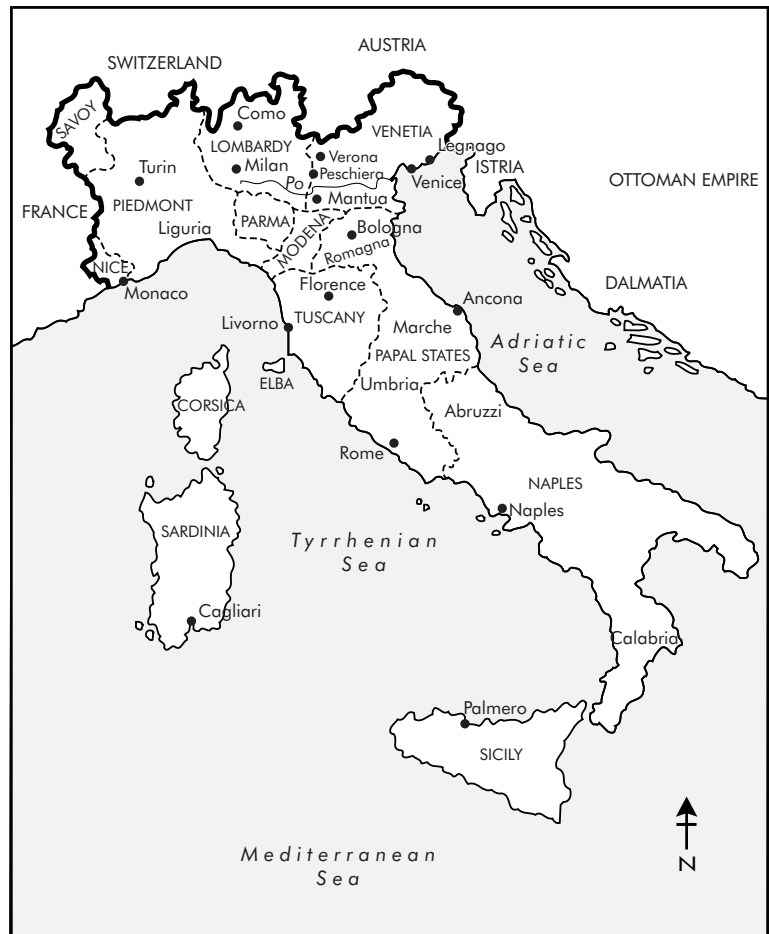 AUSTRIA
SWITZERLAND
SAVOY
Como
LOMBARDY
VENETIA
Legnago
ISTRIA
Turin
Milan
Verona
Peschiera
Venice
OTTOMAN EMPIRE
Po
FRANCE
PIEDMONT
Mantua
Liguria
PARMA
MODENA
Bologna
Romagna
NICE
Monaco
Florence
DALMATIA
Livorno
TUSCANY
Ancona
Marche
Adriatic
Sea
PAPAL STATES
ELBA
Umbria
CORSICA
Abruzzi
Rome
NAPLES
Naples
SARDINIA
Tyrrhenian
Sea
Cagliari
Calabria
Palmero
SICILY
Mediterranean
Sea
N